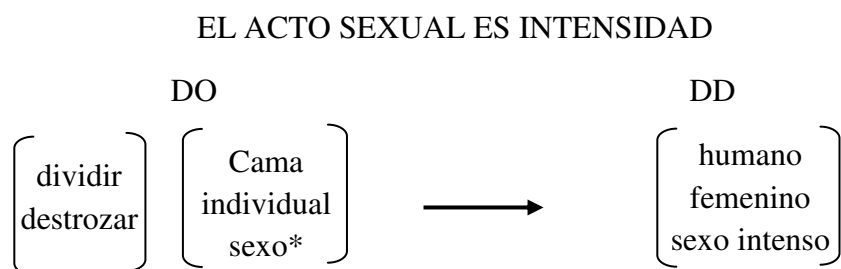 EL ACTO SEXUAL ES INTENSIDAD
DO DD
dividir
destrozar
Cama
individual
sexo*
humano
femenino
sexo intenso